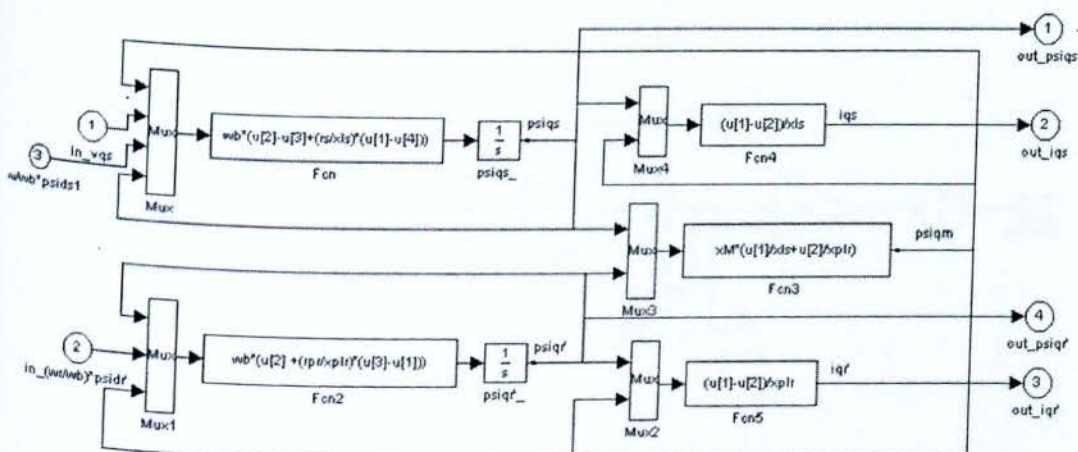 1
out_psiqs
1
in_vqs
3
w/wb*psids1
Mux
Mux
wb*(u[2]-u[3]+(rs/xls)*(u[1]-u[4]))
Fcn
1
s
psiqs_
psiqs
Mux
Mux4
(u[1]-u[2])/xls
Fcn4
iqs
2
out_iqs
Mux
Mux3
xM*(u[1]/xls+u[2]/xplr)
Fcn3
psiqm
2
in_(wr/wb)*psidr'
Mux
Mux1
wb*(u[2] +(rpr/xplr)*(u[3]-u[1]))
Fcn2
1
s
psiqr'_
psiqr'
4
out_psiqr'
Mux
Mux2
(u[1]-u[2])/xplr
Fcn5
iqr'
3
out_iqr'